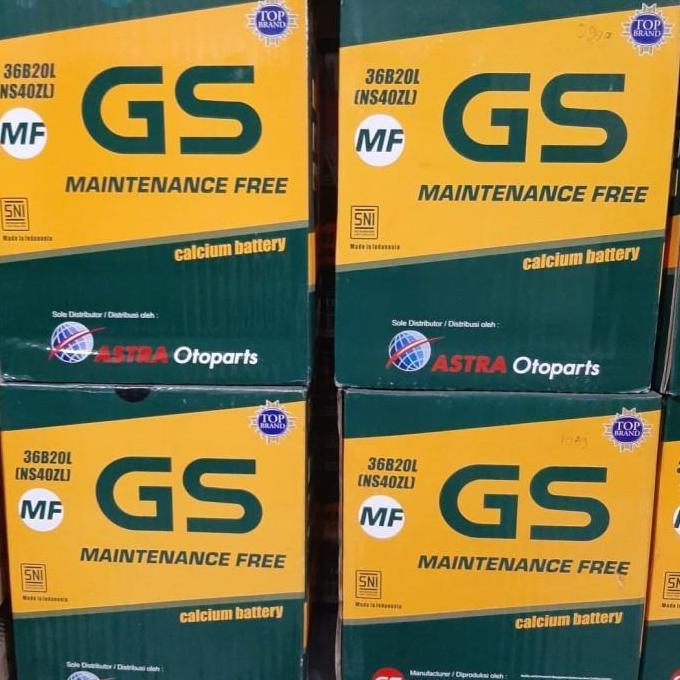 TOP
BRAND
36B20L
(NS40ZL)
GS
MF
MAINTENANCE FREE
SNI
Made in Indonesia
calcium battery
Sole Distributor / Distribusi oleh :
ASTRA Otoparts
TOP
BRAND
36B20L
(NS40ZL)
GS
MF
MAINTENANCE FREE
SNI
Made in Indonesia
calcium battery
Sole Distributor / Distribusi oleh :
ASTRA Otoparts
TOP
BRAND
36B20L
(NS40ZL)
GS
MF
MAINTENANCE FREE
SNI
Made in Indonesia
calcium battery
Sole Distributor / Distribusi oleh :
TOP
BRAND
36B20L
(NS40ZL)
GS
MF
MAINTENANCE FREE
SNI
Made in Indonesia
calcium battery
Manufacturer / Diproduksi oleh :